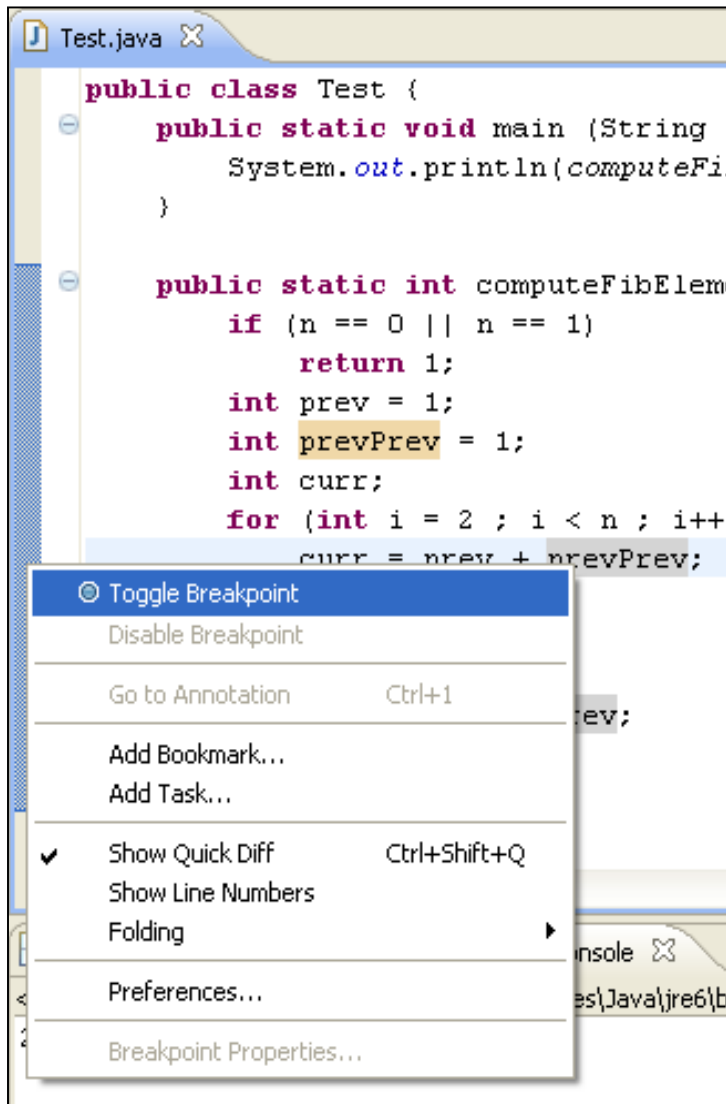 Test.java
public class Test {
public static void main (String
System.out.println(computeFi
}
public static int computeFibElem
if (n == 0 || n == 1)
return 1;
int prev = 1;
int prevPrev = 1;
int curr;
for (int i = 2 ; i < n ; i++
curr = prev + prevPrev;
Toggle Breakpoint
Disable Breakpoint
Go to Annotation Ctrl+1
ev;
Add Bookmark...
Add Task...
Show Quick Diff Ctrl+Shift+Q
Show Line Numbers
Folding
nsole
Preferences...
es\Java\jre6\b
Breakpoint Properties...